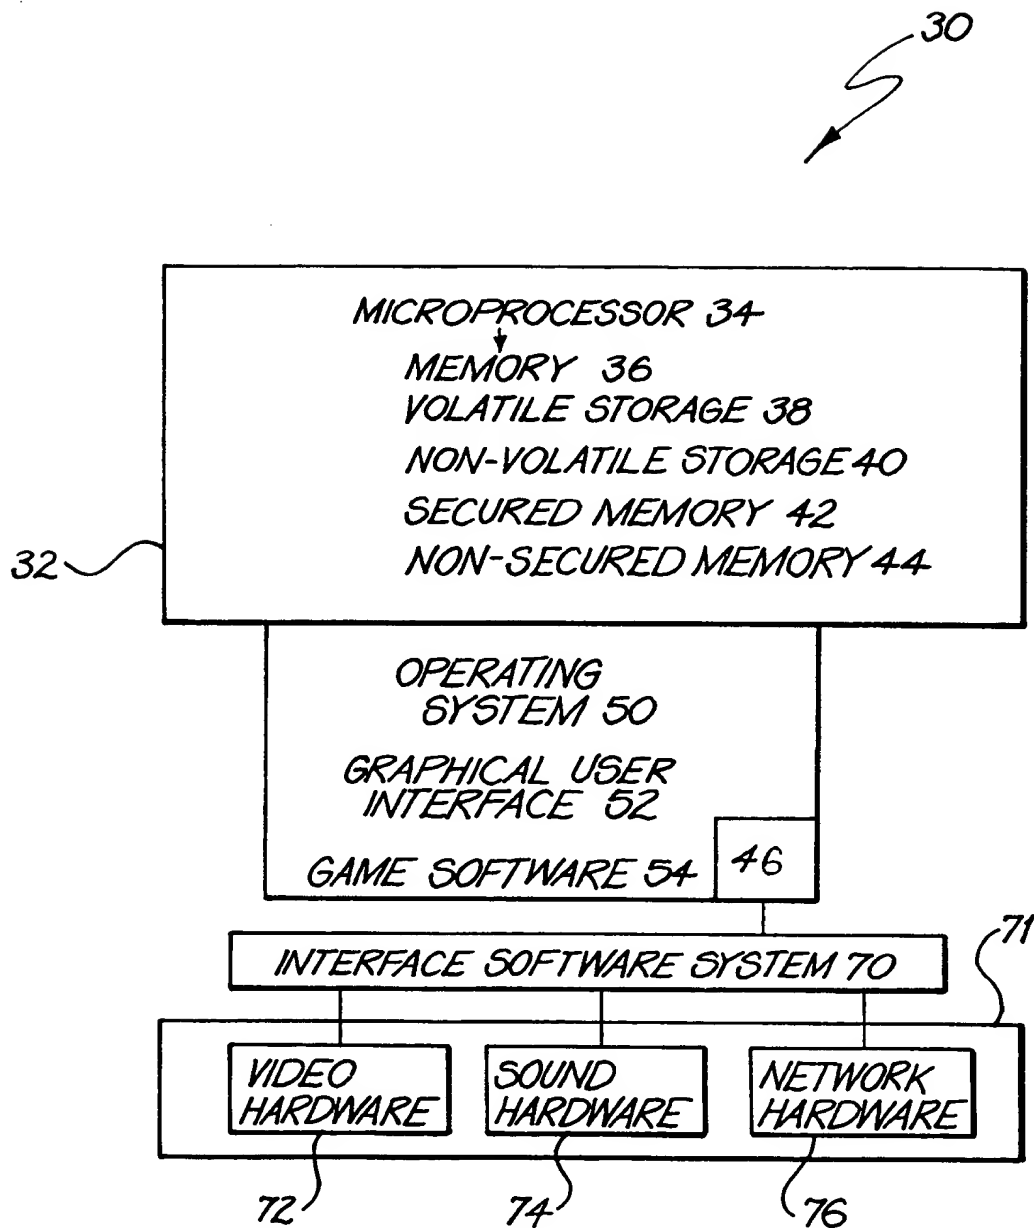 30
MICROPROCESSOR 34
MEMORY 36
VOLATILE STORAGE 38
NON-VOLATILE STORAGE 40
SECURED MEMORY 42
32
NON-SECURED MEMORY 44
OPERATING
SYSTEM 50
GRAPHICAL USER
INTERFACE 52
GAME SOFTWARE 54
46
71
INTERFACE SOFTWARE SYSTEM 70
VIDEO
HARDWARE
SOUND
HARDWARE
NETWORK
HARDWARE
72
74
76